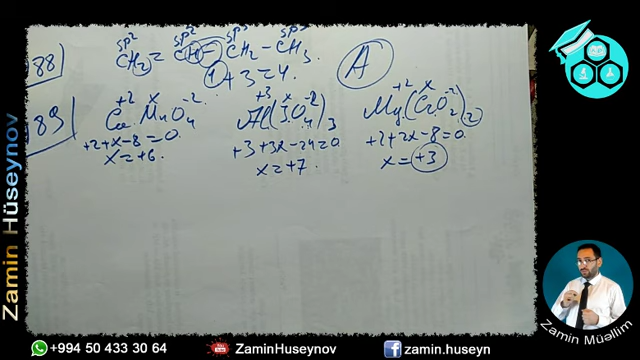 88)
sp² sp² sp³ sp³
CH₂ = CH – CH₂ – CH₃
1 + 3 = 4.
A
89)
+2 x -2
CaMnO₄
+2+x-8=0
x=+6.
+3 x -2
Al(IO₄)₃
+3+3x-24=0
x=+7.
+2 x -2
Mg(CrO₂)₂
+2+2x-8=0
x=+3
Zamin Hüseynov
Zamin Müəllim
+994 50 433 30 64
ZaminHuseynov
zamin.huseyn